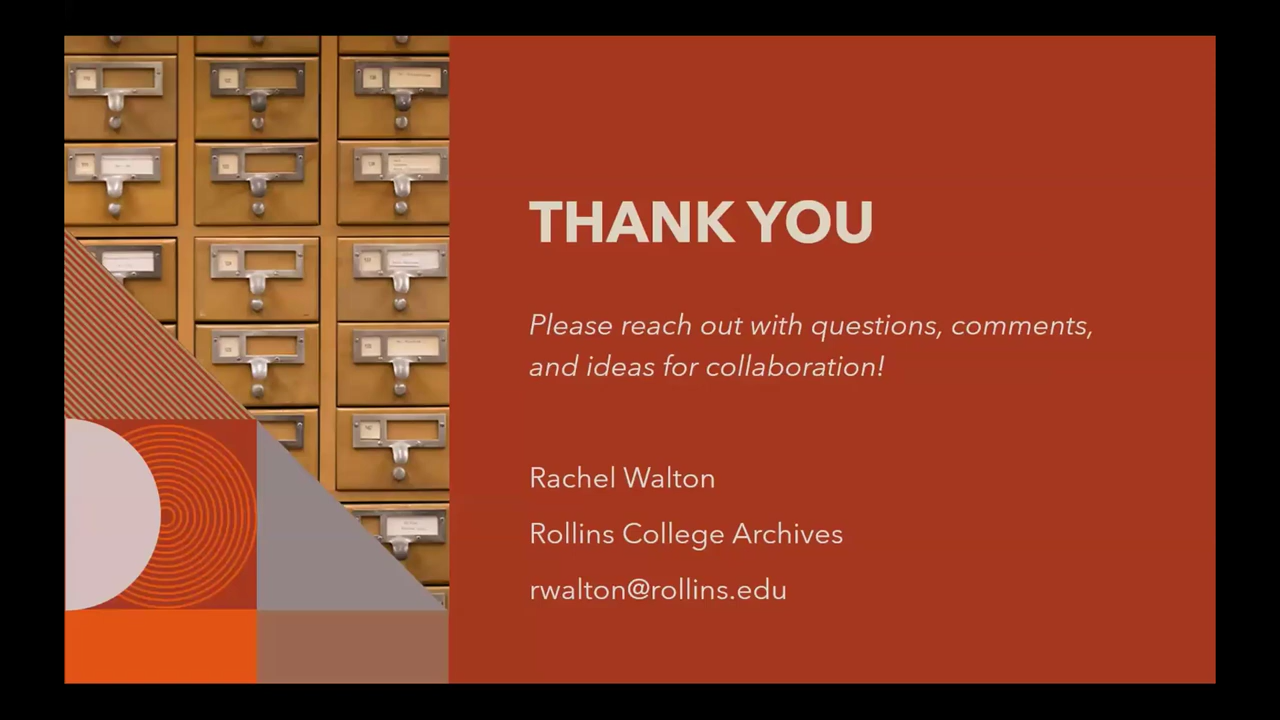 THANK YOU
Please reach out with questions, comments,
and ideas for collaboration!
Rachel Walton
Rollins College Archives
rwalton@rollins.edu